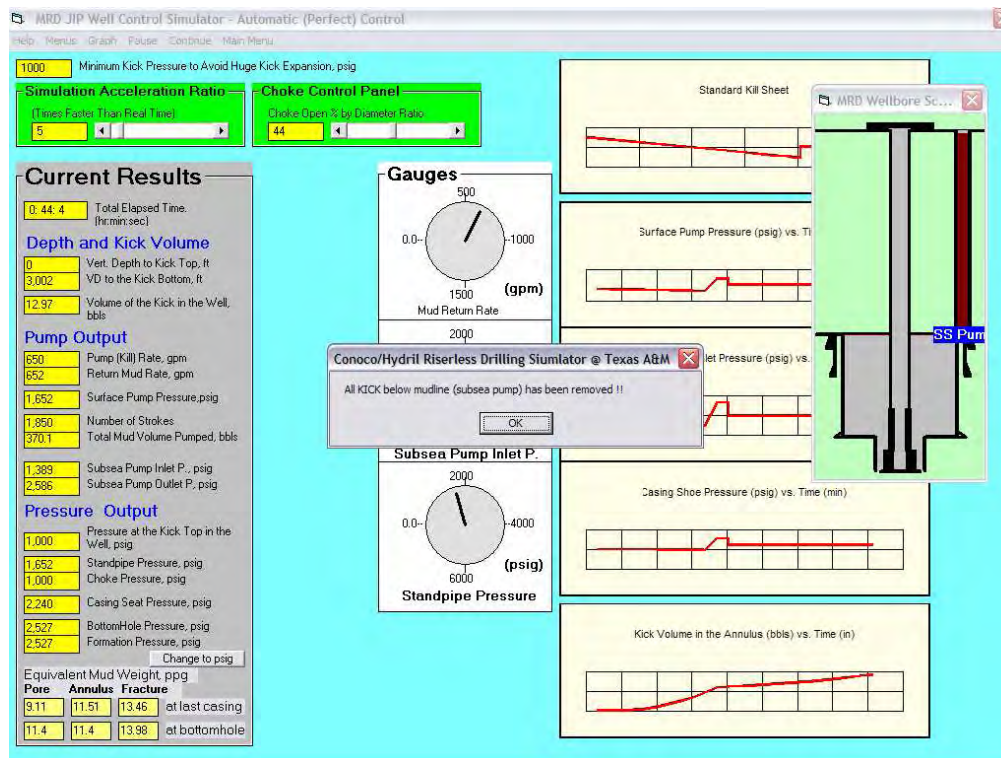 MRD JIP Well Control Simulator - Automatic (Perfect) Control
Help Menus Graph Pause Continue Main Menu
1000 Minimum Kick Pressure to Avoid Huge Kick Expansion, psig
Simulation Acceleration Ratio
(Times Faster Than Real Time)
5
Choke Control Panel
Choke Open % by Diameter Ratio
44
Current Results
0: 44: 4 Total Elapsed Time.
(hr:min:sec)
Depth and Kick Volume
0 Vert. Depth to Kick Top, ft
3,002 VD to the Kick Bottom, ft
12.97 Volume of the Kick in the Well,
bbls
Pump Output
650 Pump (Kill) Rate, gpm
652 Return Mud Rate, gpm
1,652 Surface Pump Pressure,psig
1,850 Number of Strokes
370.1 Total Mud Volume Pumped, bbls
1,389 Subsea Pump Inlet P., psig
2,586 Subsea Pump Outlet P, psig
Pressure Output
1,000 Pressure at the Kick Top in the
Well, psig
1,652 Standpipe Pressure, psig
1,000 Choke Pressure, psig
2,240 Casing Seat Pressure, psig
2,527 BottomHole Pressure, psig
2,527 Formation Pressure, psig
Change to psig
Equivalent Mud Weight, ppg
Pore Annulus Fracture
9.11 11.51 13.46 at last casing
11.4 11.4 13.98 at bottomhole
Gauges
500
0.0 1000
1500 (gpm)
Mud Return Rate
2000
Subsea Pump Inlet P.
2000
0.0 4000
6000 (psig)
Standpipe Pressure
Conoco/Hydril Riserless Drilling Siumlator @ Texas A&M
All KICK below mudline (subsea pump) has been removed !!
OK
Standard Kill Sheet
Surface Pump Pressure (psig) vs. Ti
let Pressure (psig) vs.
Casing Shoe Pressure (psig) vs. Time (min)
Kick Volume in the Annulus (bbls) vs. Time (in)
MRD Wellbore Sc...
SS Pum